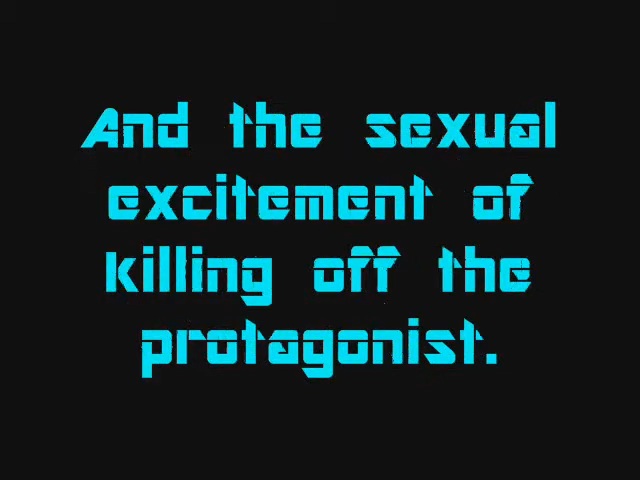 And the sexual
excitement of
killing off the
protagonist.